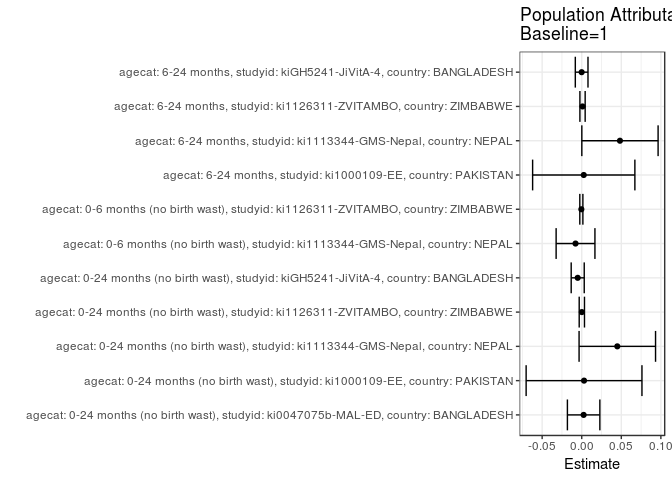 Population Attributa
Baseline=1
agecat: 6-24 months, studyid: kiGH5241-JiVitA-4, country: BANGLADESH
agecat: 6-24 months, studyid: ki1126311-ZVITAMBO, country: ZIMBABWE
agecat: 6-24 months, studyid: ki1113344-GMS-Nepal, country: NEPAL
agecat: 6-24 months, studyid: ki1000109-EE, country: PAKISTAN
agecat: 0-6 months (no birth wast), studyid: ki1126311-ZVITAMBO, country: ZIMBABWE
agecat: 0-6 months (no birth wast), studyid: ki1113344-GMS-Nepal, country: NEPAL
agecat: 0-24 months (no birth wast), studyid: kiGH5241-JiVitA-4, country: BANGLADESH
agecat: 0-24 months (no birth wast), studyid: ki1126311-ZVITAMBO, country: ZIMBABWE
agecat: 0-24 months (no birth wast), studyid: ki1113344-GMS-Nepal, country: NEPAL
agecat: 0-24 months (no birth wast), studyid: ki1000109-EE, country: PAKISTAN
agecat: 0-24 months (no birth wast), studyid: ki0047075b-MAL-ED, country: BANGLADESH
-0.05 0.00 0.05 0.10
Estimate